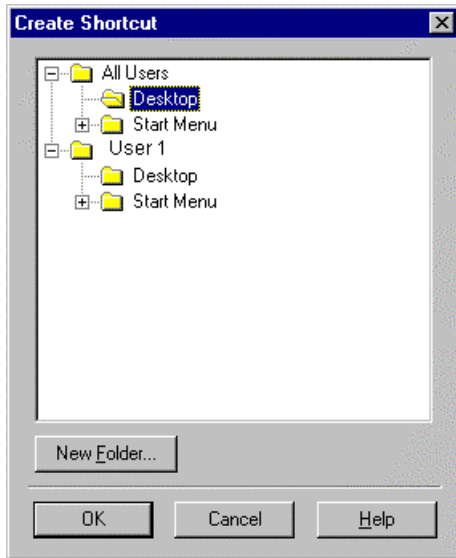 Create Shortcut
All Users
Desktop
Start Menu
User 1
Desktop
Start Menu
New Folder...
OK Cancel Help